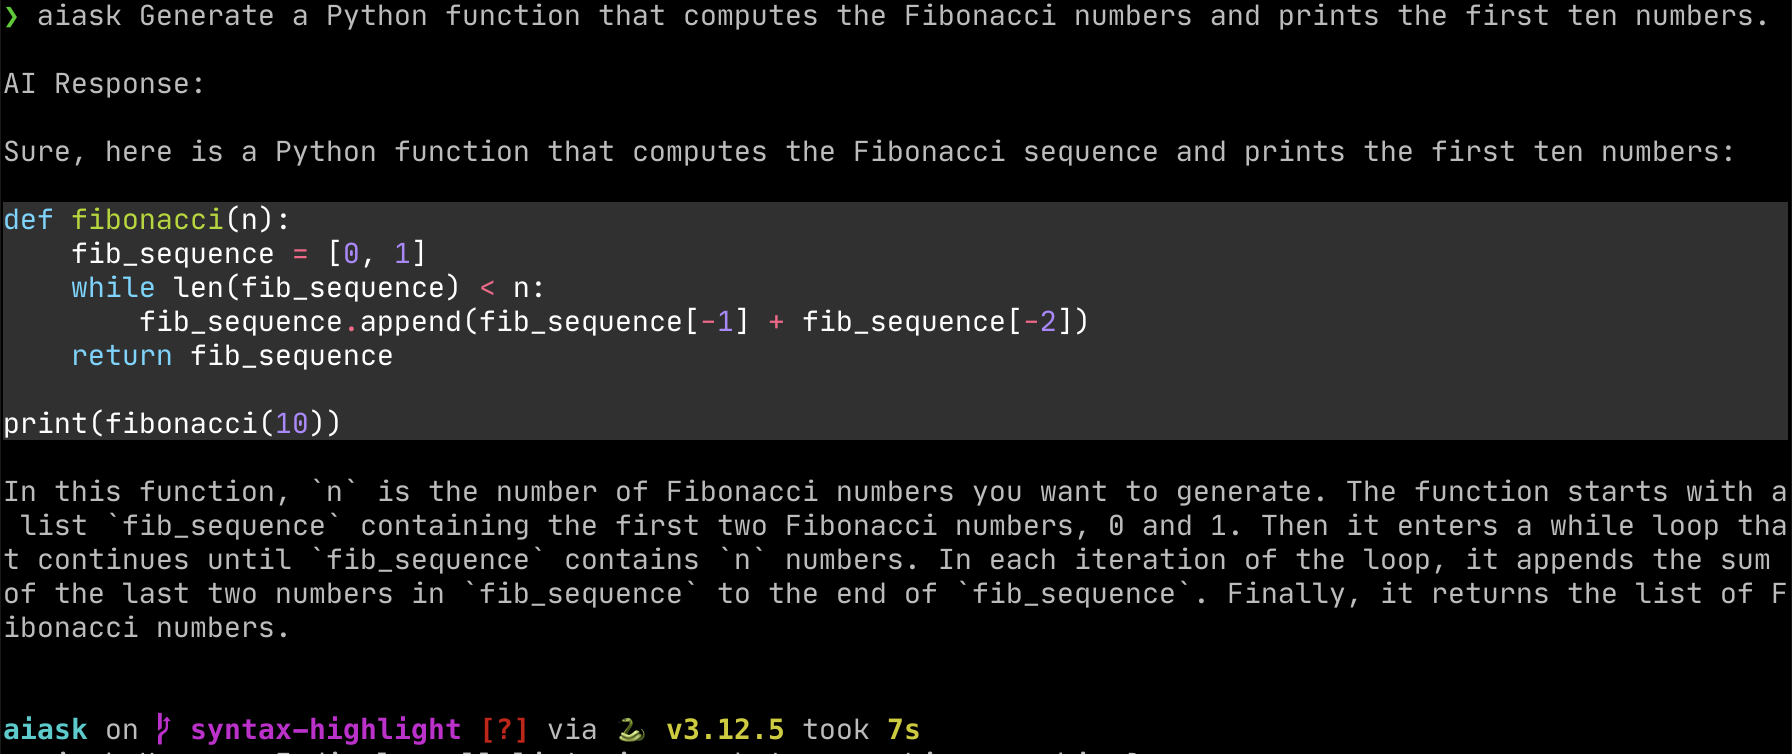 ❯ aiask Generate a Python function that computes the Fibonacci numbers and prints the first ten numbers.
AI Response:
Sure, here is a Python function that computes the Fibonacci sequence and prints the first ten numbers:
def fibonacci(n):
    fib_sequence = [0, 1]
    while len(fib_sequence) < n:
        fib_sequence.append(fib_sequence[-1] + fib_sequence[-2])
    return fib_sequence
print(fibonacci(10))
In this function, `n` is the number of Fibonacci numbers you want to generate. The function starts with a
 list `fib_sequence` containing the first two Fibonacci numbers, 0 and 1. Then it enters a while loop tha
t continues until `fib_sequence` contains `n` numbers. In each iteration of the loop, it appends the sum
of the last two numbers in `fib_sequence` to the end of `fib_sequence`. Finally, it returns the list of F
ibonacci numbers.
aiask on syntax-highlight [?] via 🐍 v3.12.5 took 7s